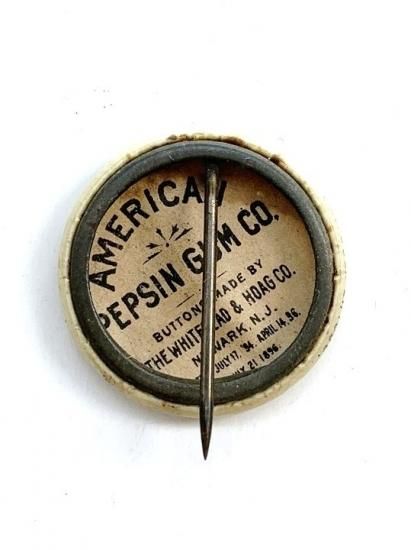 AMERICAN
PEPSIN GUM CO.
BUTTONS MADE BY
THE WHITEHEAD & HOAG CO.
NEWARK, N.J.
JULY 17, '94, APRIL 14, 96,
21 1896.